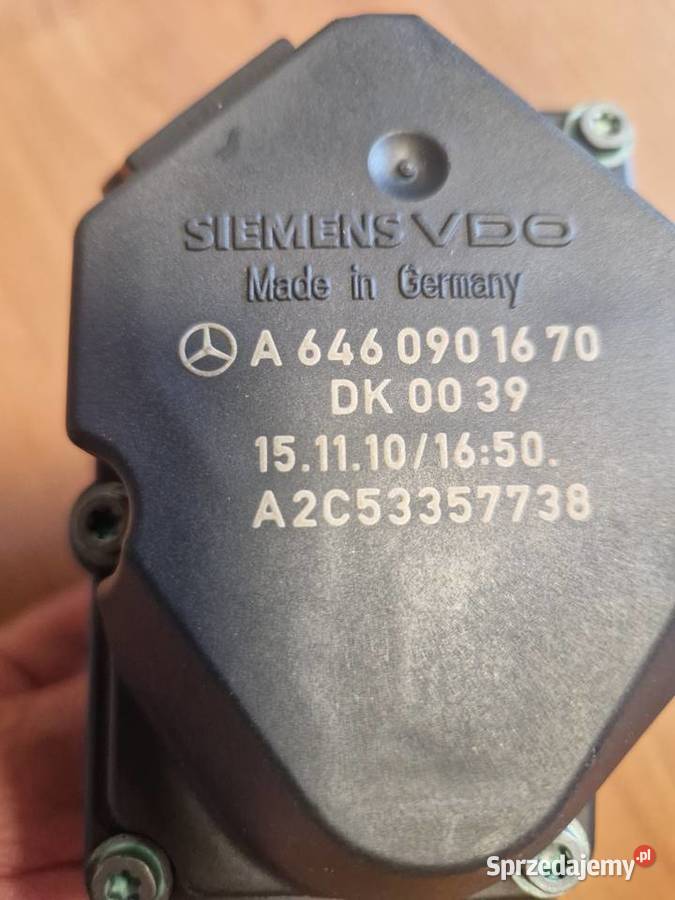 SIEMENS VDO
Made in Germany
A 646 090 16 70
DK 00 39
15.11.10/16:50.
A2C53357738
Sprzedajemy.pl